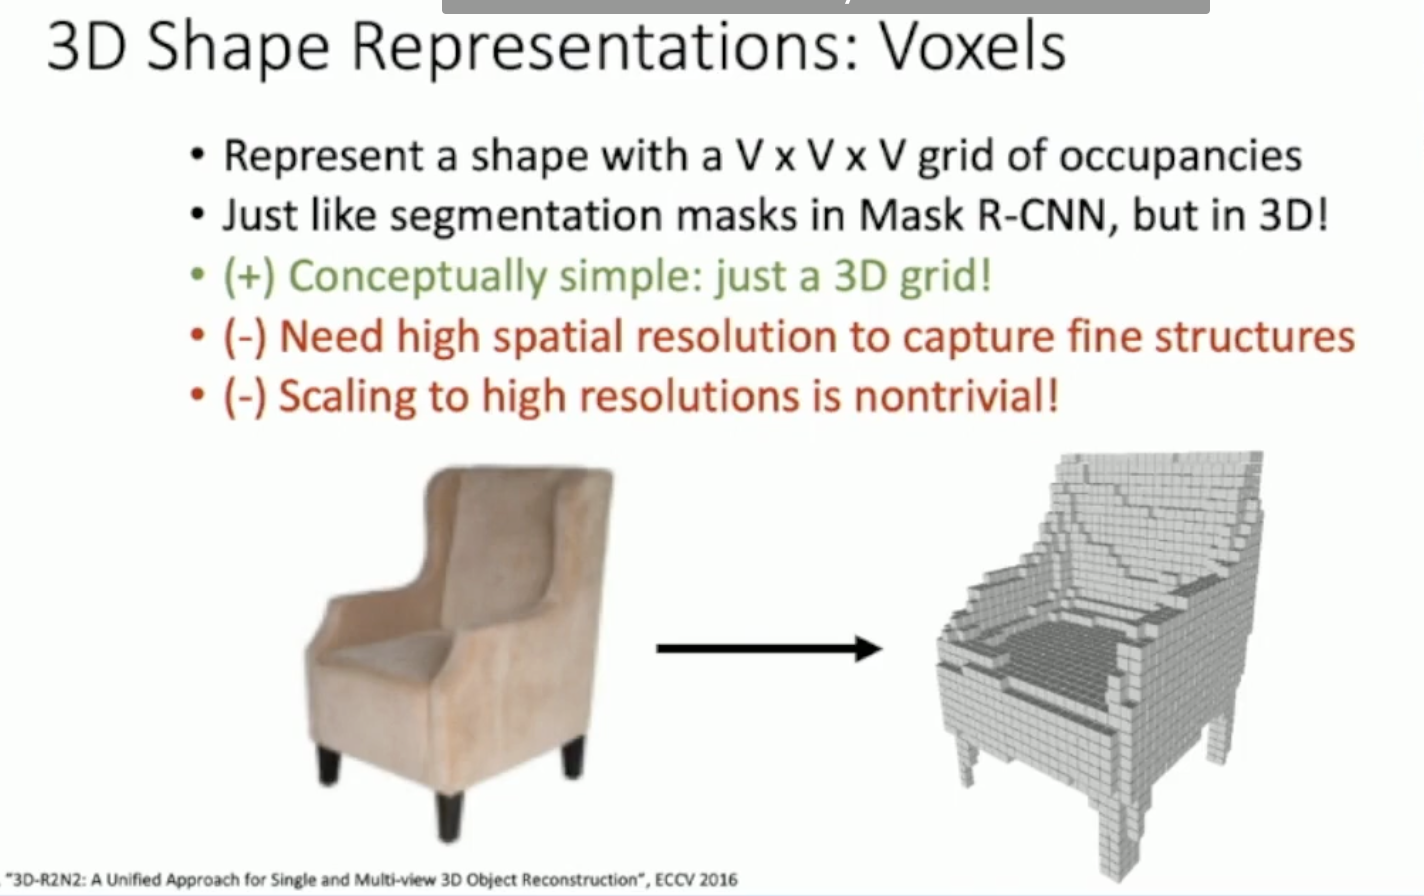 3D Shape Representations: Voxels
• Represent a shape with a V x V x V grid of occupancies
• Just like segmentation masks in Mask R-CNN, but in 3D!
• (+) Conceptually simple: just a 3D grid!
• (-) Need high spatial resolution to capture fine structures
• (-) Scaling to high resolutions is nontrivial!
"3D-R2N2: A Unified Approach for Single and Multi-view 3D Object Reconstruction", ECCV 2016